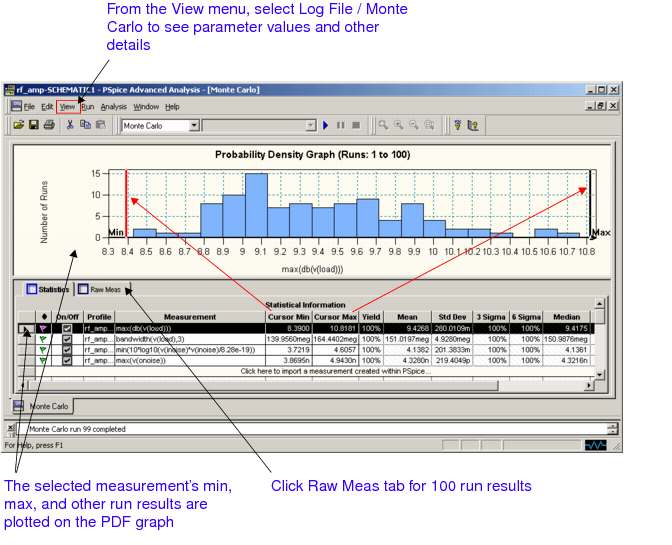 From the View menu, select Log File / Monte
Carlo to see parameter values and other
details
rf_amp-SCHEMATIC1 - PSpice Advanced Analysis - [Monte Carlo]
File Edit View Run Analysis Window Help
Monte Carlo
Probability Density Graph (Runs: 1 to 100)
Number of Runs
15
10
5
0
Min
Max
8.3 8.4 8.5 8.6 8.7 8.8 8.9 9 9.1 9.2 9.3 9.4 9.5 9.6 9.7 9.8 9.9 10 10.1 10.2 10.3 10.4 10.5 10.6 10.7 10.8
max(db(v(load)))
Statistics Raw Meas
Statistical Information
On/Off Profile Measurement Cursor Min Cursor Max Yield Mean Std Dev 3 Sigma 6 Sigma Median
rf_amp... max(db(v(load))) 8.3900 10.8181 100% 9.4268 280.0109m 100% 100% 9.4175
rf_amp... bandwidth(v(load),3) 139.9560meg 164.4402meg 100% 151.0197meg 4.9280meg 100% 100% 150.9876meg
rf_amp... min(10*log10(v(inoise)*v(inoise)/8.28e-19)) 3.7219 4.6057 100% 4.1382 201.3833m 100% 100% 4.1361
rf_amp... max(v(onoise)) 3.8695n 4.9430n 100% 4.3280n 219.4049p 100% 100% 4.3216n
Click here to import a measurement created within PSpice...
Monte Carlo
Monte Carlo run 99 completed
For Help, press F1
The selected measurement's min,
max, and other run results are
plotted on the PDF graph
Click Raw Meas tab for 100 run results